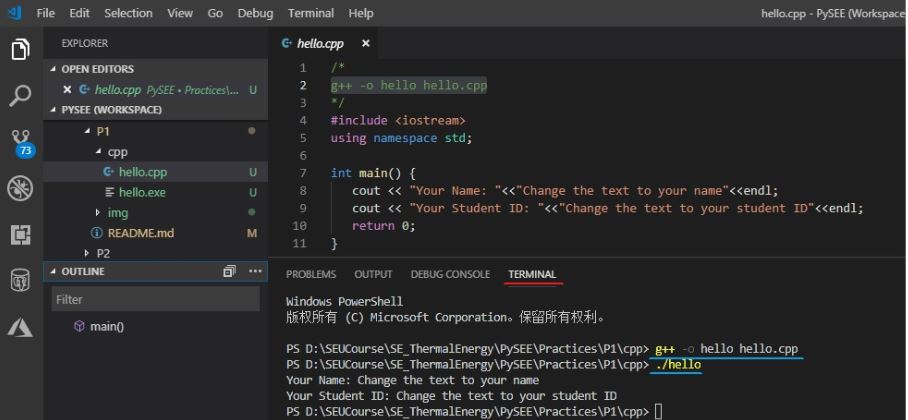 File Edit Selection View Go Debug Terminal Help hello.cpp - PySEE (Workspace
EXPLORER
OPEN EDITORS
hello.cpp PySEE • Practices\... U
PYSEE (WORKSPACE)
P1
cpp
hello.cpp U
hello.exe U
img
README.md M
P2
OUTLINE
Filter
main()
73
hello.cpp
1 /*
2 g++ -o hello hello.cpp
3 */
4 #include <iostream>
5 using namespace std;
6
7 int main() {
8 cout << "Your Name: "<<"Change the text to your name"<<endl;
9 cout << "Your Student ID: "<<"Change the text to your student ID"<<endl;
10 return 0;
11 }
PROBLEMS OUTPUT DEBUG CONSOLE TERMINAL
Windows PowerShell
版权所有 (C) Microsoft Corporation。保留所有权利。
PS D:\SEUCourse\SE_ThermalEnergy\PySEE\Practices\P1\cpp> g++ -o hello hello.cpp
PS D:\SEUCourse\SE_ThermalEnergy\PySEE\Practices\P1\cpp> ./hello
Your Name: Change the text to your name
Your Student ID: Change the text to your student ID
PS D:\SEUCourse\SE_ThermalEnergy\PySEE\Practices\P1\cpp>